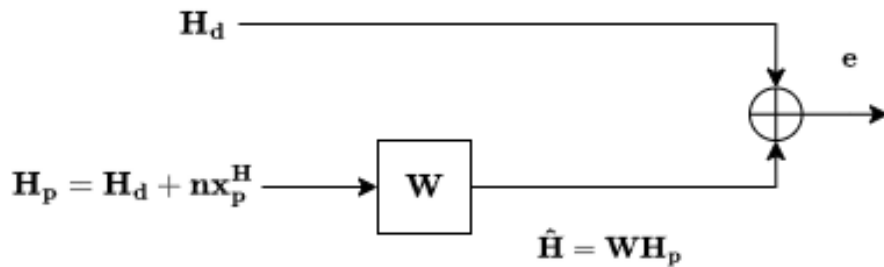 H_d
e
H_p = H_d + nx_p^H
W
Ĥ = WH_p